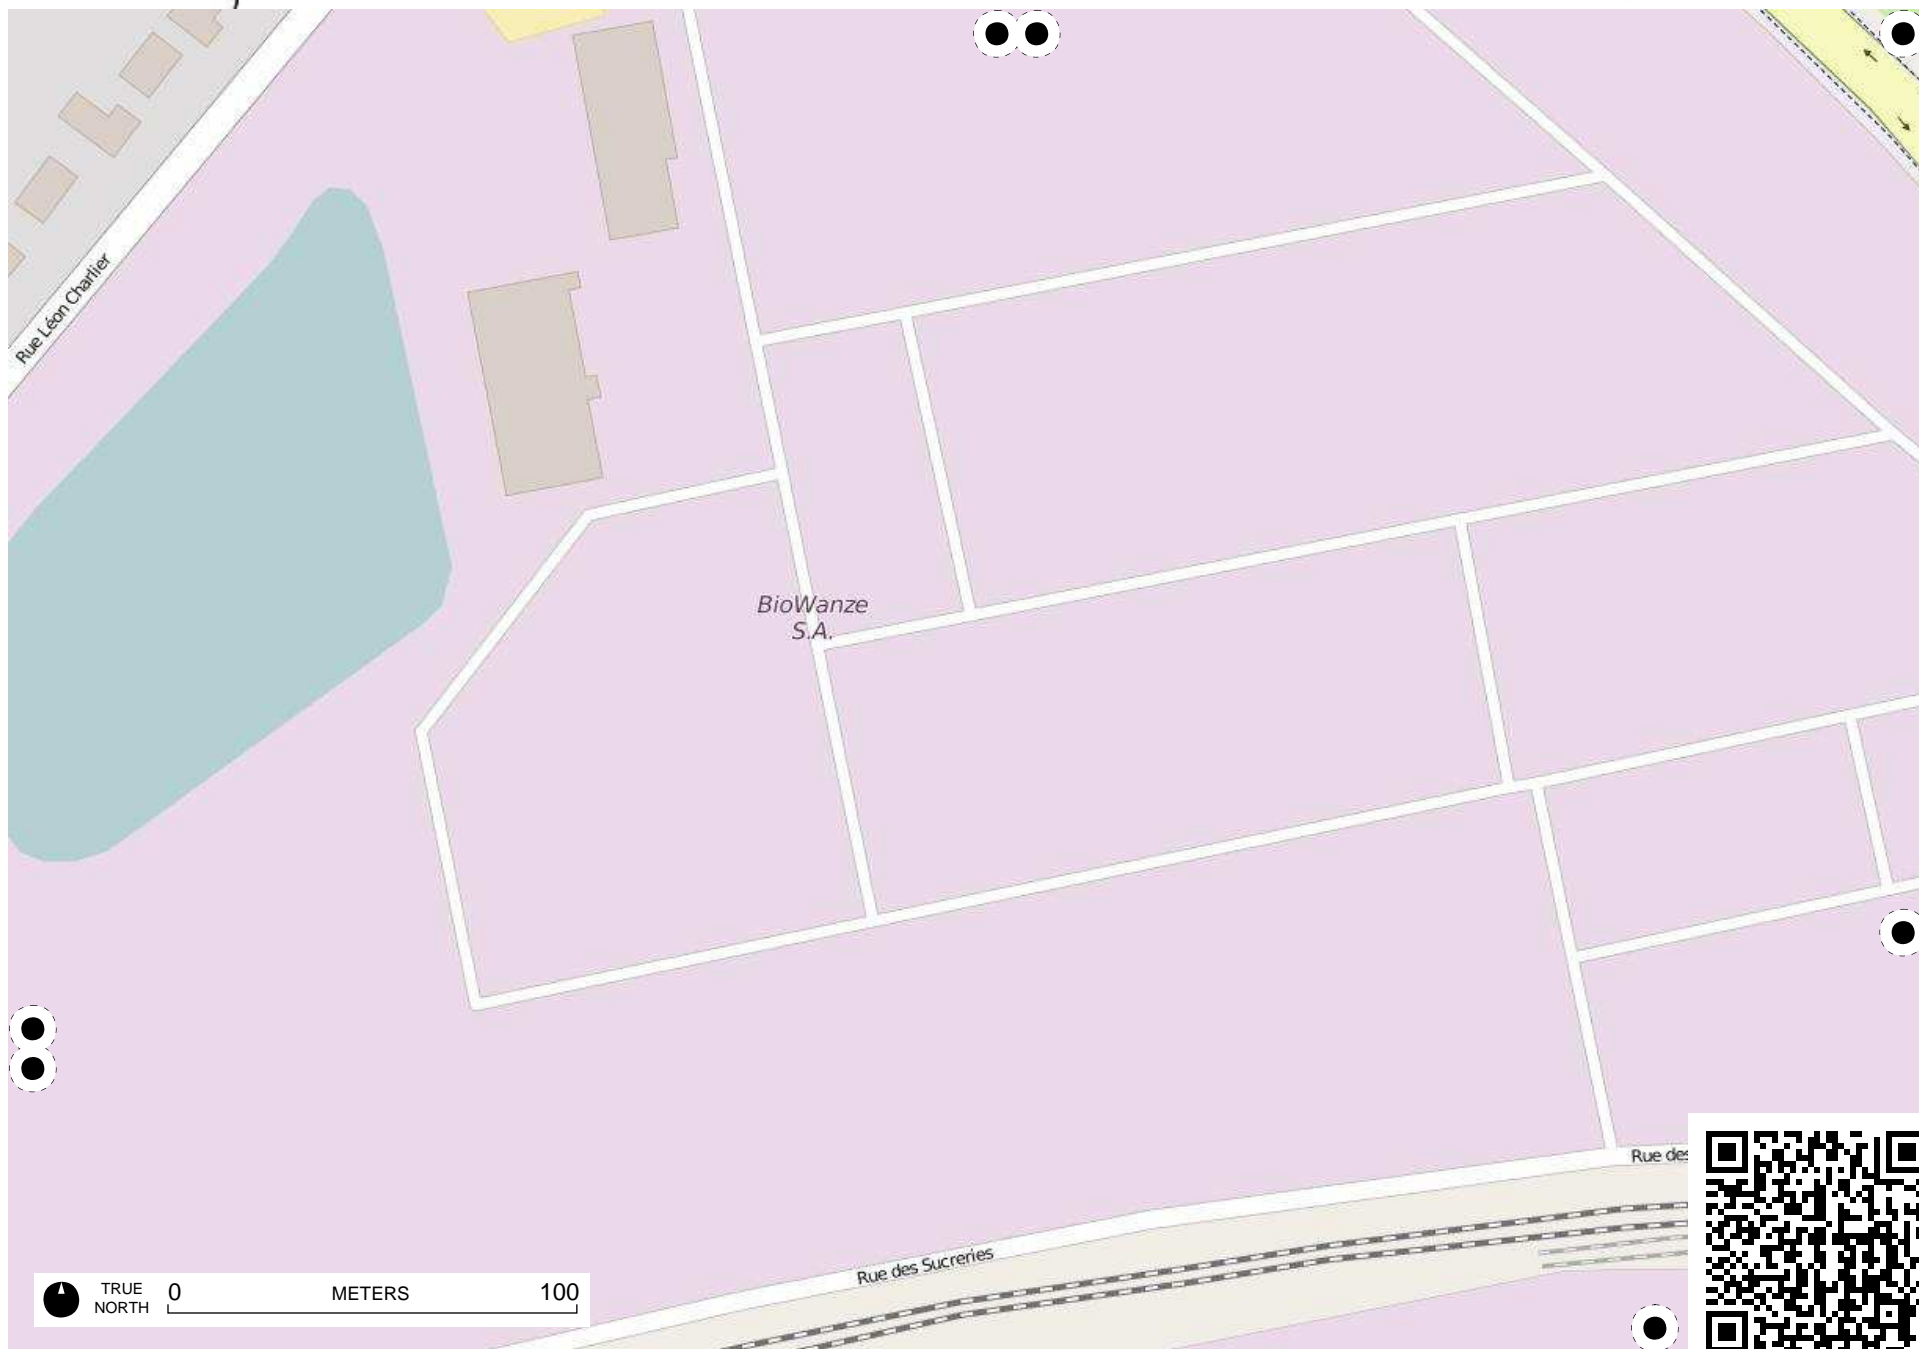 Rue Léon Charlier
BioWanze
S.A.
Rue des
Rue des Sucreries
TRUE
NORTH
0 METERS 100